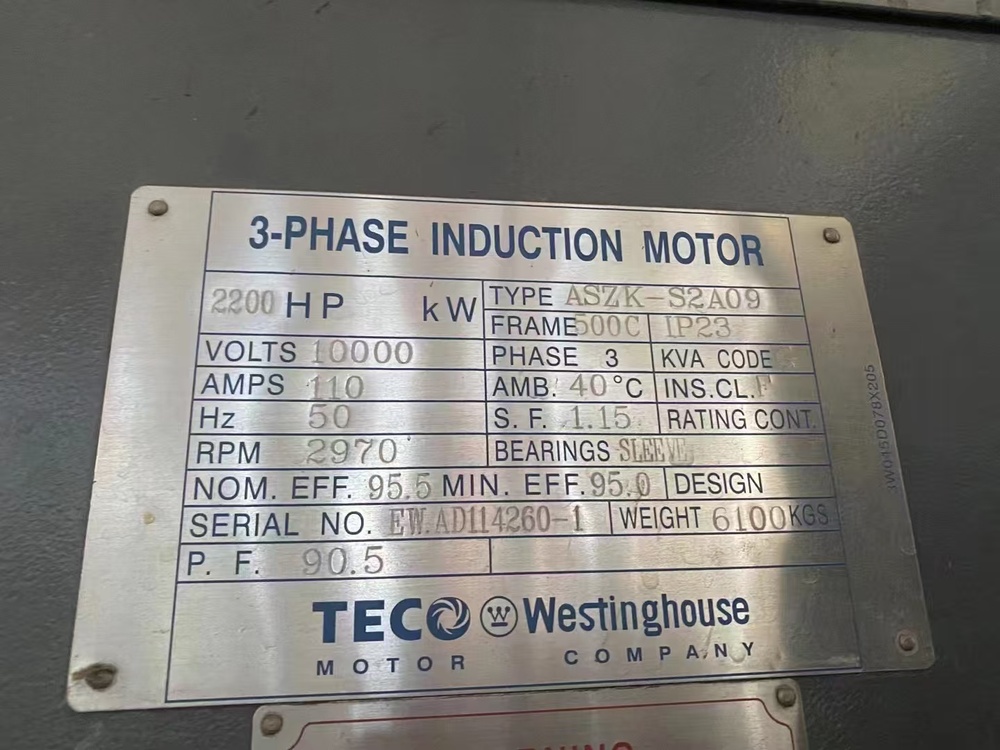 3-PHASE INDUCTION MOTOR
2200 HP kW TYPE ASZK-S2A09
FRAME 500C IP23
VOLTS 10000 PHASE 3 KVA CODE
AMPS 110 AMB. 40°C INS.CL. F
Hz 50 S. F. 1.15 RATING CONT.
RPM 2970 BEARINGS SLEEVE
NOM. EFF. 95.5 MIN. EFF. 95.0 DESIGN
SERIAL NO. EW.AD114260-1 WEIGHT 6100KGS
P. F. 90.5
TECO W Westinghouse
MOTOR COMPANY
3W045D078X205